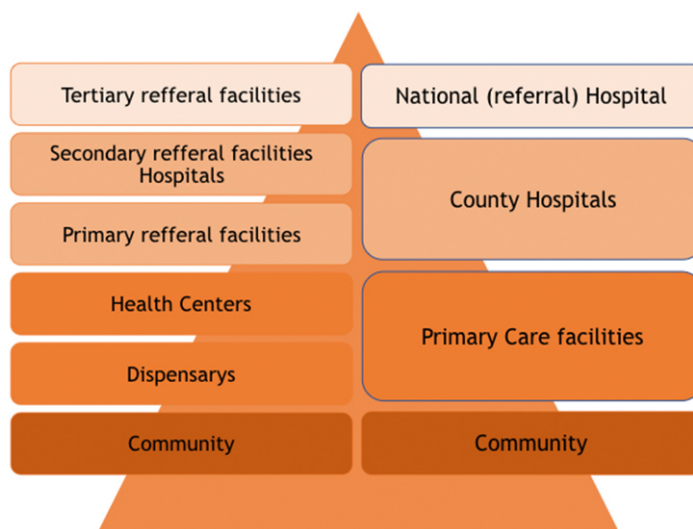 Tertiary refferal facilities
Secondary refferal facilities
Hospitals
Primary refferal facilities
Health Centers
Dispensarys
Community
National (referral) Hospital
County Hospitals
Primary Care facilities
Community